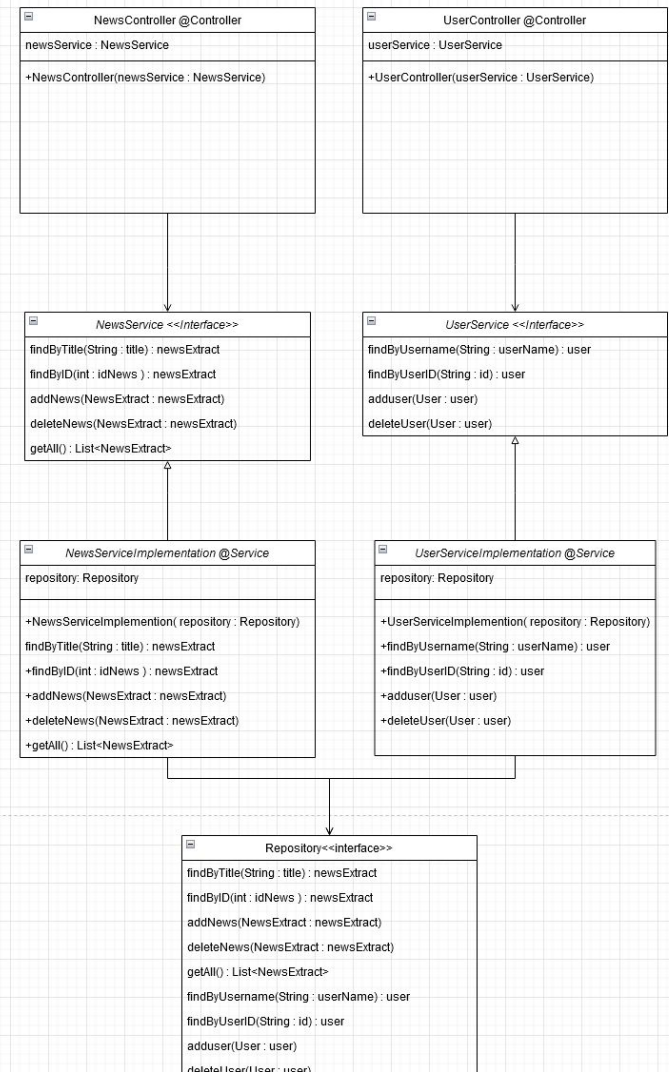 NewsController @Controller
newsService : NewsService
+NewsController(newsService : NewsService)
UserController @Controller
userService : UserService
+UserController(userService : UserService)
NewsService <<Interface>>
findByTitle(String : title) : newsExtract
findByID(int : idNews ) : newsExtract
addNews(NewsExtract : newsExtract)
deleteNews(NewsExtract : newsExtract)
getAll() : List<NewsExtract>
UserService <<Interface>>
findByUsername(String : userName) : user
findByUserID(String : id) : user
adduser(User : user)
deleteUser(User : user)
NewsServiceImplementation @Service
repository: Repository
+NewsServiceImplemention( repository : Repository)
findByTitle(String : title) : newsExtract
+findByID(int : idNews ) : newsExtract
+addNews(NewsExtract : newsExtract)
+deleteNews(NewsExtract : newsExtract)
+getAll() : List<NewsExtract>
UserServiceImplementation @Service
repository: Repository
+UserServiceImplemention( repository : Repository)
+findByUsername(String : userName) : user
+findByUserID(String : id) : user
+adduser(User : user)
+deleteUser(User : user)
Repository<<interface>>
findByTitle(String : title) : newsExtract
findByID(int : idNews ) : newsExtract
addNews(NewsExtract : newsExtract)
deleteNews(NewsExtract : newsExtract)
getAll() : List<NewsExtract>
findByUsername(String : userName) : user
findByUserID(String : id) : user
adduser(User : user)
deleteUser(User : user)